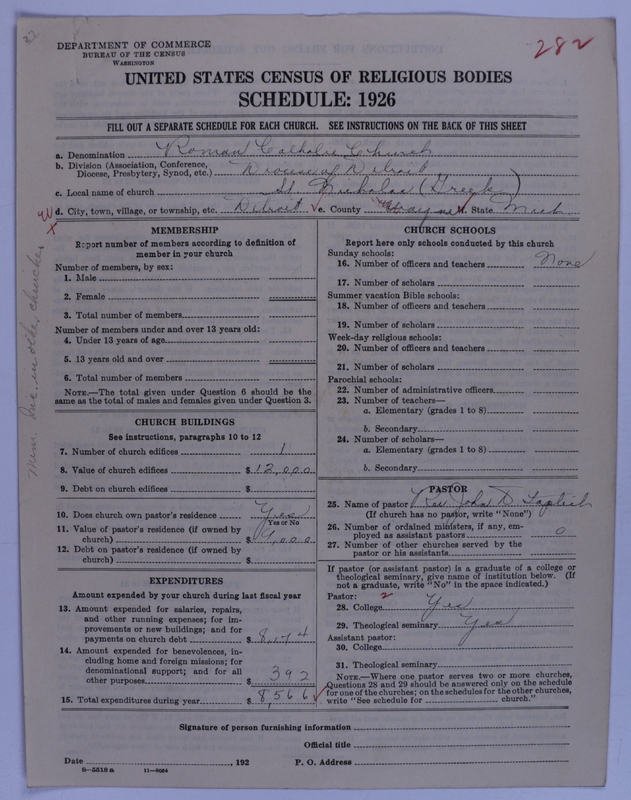 32
282
DEPARTMENT OF COMMERCE
BUREAU OF THE CENSUS
WASHINGTON
UNITED STATES CENSUS OF RELIGIOUS BODIES
SCHEDULE: 1926
FILL OUT A SEPARATE SCHEDULE FOR EACH CHURCH. SEE INSTRUCTIONS ON THE BACK OF THIS SHEET
a. Denomination Roman Catholic Church
b. Division (Association, Conference, Diocese, Presbytery, Synod, etc.) Diocese of Detroit
c. Local name of church St. Nicholas (Greek)
d. City, town, village, or township, etc. Detroit e. County Wayne f. State Mich
Mem. inc. in other churches
MEMBERSHIP
Report number of members according to definition of
member in your church
Number of members, by sex:
1. Male
2. Female
3. Total number of members
Number of members under and over 13 years old:
4. Under 13 years of age
5. 13 years old and over
6. Total number of members
NOTE.—The total given under Question 6 should be the
same as the total of males and females given under Question 3.
CHURCH BUILDINGS
See instructions, paragraphs 10 to 12
7. Number of church edifices 1
8. Value of church edifices $ 12,000
9. Debt on church edifices $
10. Does church own pastor's residence Yes
Yes or No
11. Value of pastor's residence (if owned by
church) $ 9,000
12. Debt on pastor's residence (if owned by
church) $
EXPENDITURES
Amount expended by your church during last fiscal year
13. Amount expended for salaries, repairs,
and other running expenses; for im-
provements or new buildings; and for
payments on church debt $ 8,174
14. Amount expended for benevolences, in-
cluding home and foreign missions; for
denominational support; and for all
other purposes $ 392
15. Total expenditures during year $ 8,566
CHURCH SCHOOLS
Report here only schools conducted by this church
Sunday schools:
16. Number of officers and teachers None
17. Number of scholars
Summer vacation Bible schools:
18. Number of officers and teachers
19. Number of scholars
Week-day religious schools:
20. Number of officers and teachers
21. Number of scholars
Parochial schools:
22. Number of administrative officers
23. Number of teachers—
a. Elementary (grades 1 to 8)
b. Secondary
24. Number of scholars—
a. Elementary (grades 1 to 8)
b. Secondary
PASTOR
25. Name of pastor Rev. John D.
(If church has no pastor, write "None")
26. Number of ordained ministers, if any, em-
ployed as assistant pastors 0
27. Number of other churches served by the
pastor or his assistants
If pastor (or assistant pastor) is a graduate of a college or
theological seminary, give name of institution below. (If
not a graduate, write "No" in the space indicated.)
Pastor: 2
28. College Yes
29. Theological seminary Yes
Assistant pastor:
30. College
31. Theological seminary
NOTE.—Where one pastor serves two or more churches,
Questions 28 and 29 should be answered only on the schedule
for one of the churches; on the schedules for the other churches,
write "See schedule for church."
Signature of person furnishing information
Official title
Date , 192 P. O. Address
8—5518 a 11—8654